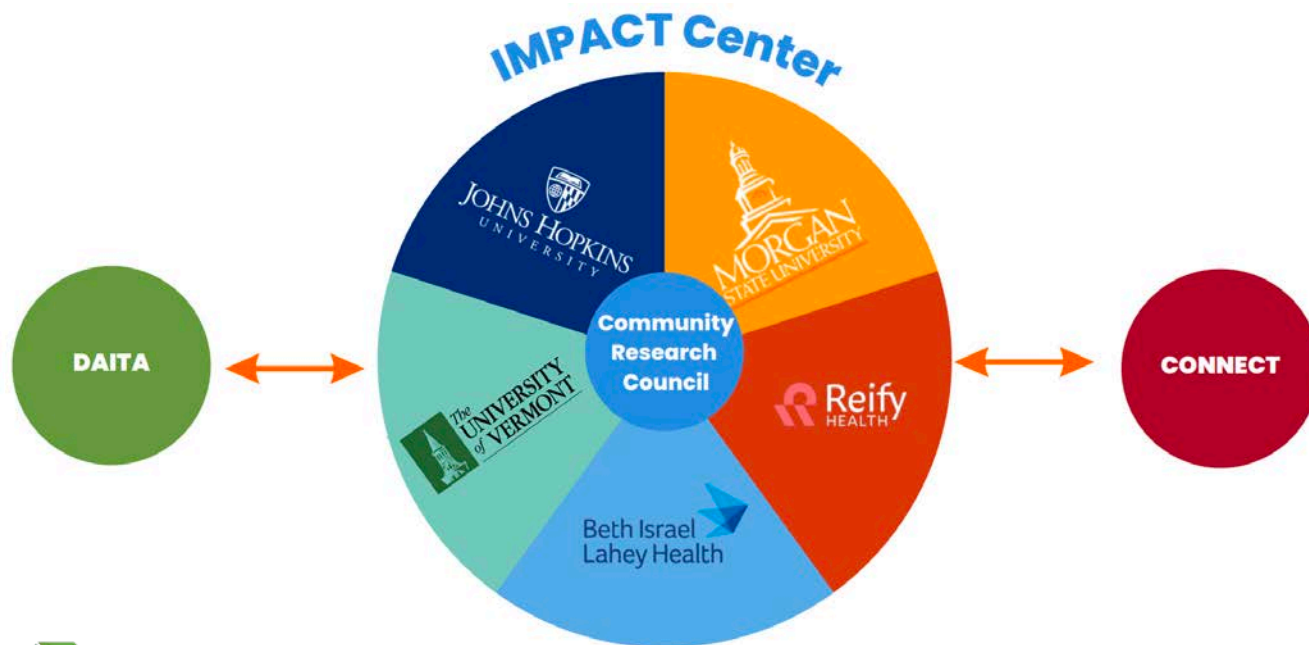 IMPACT Center
JOHNS HOPKINS
UNIVERSITY
MORGAN
STATE UNIVERSITY
DAITA
Community
Research
Council
CONNECT
The
UNIVERSITY
of VERMONT
Reify
HEALTH
Beth Israel
Lahey Health